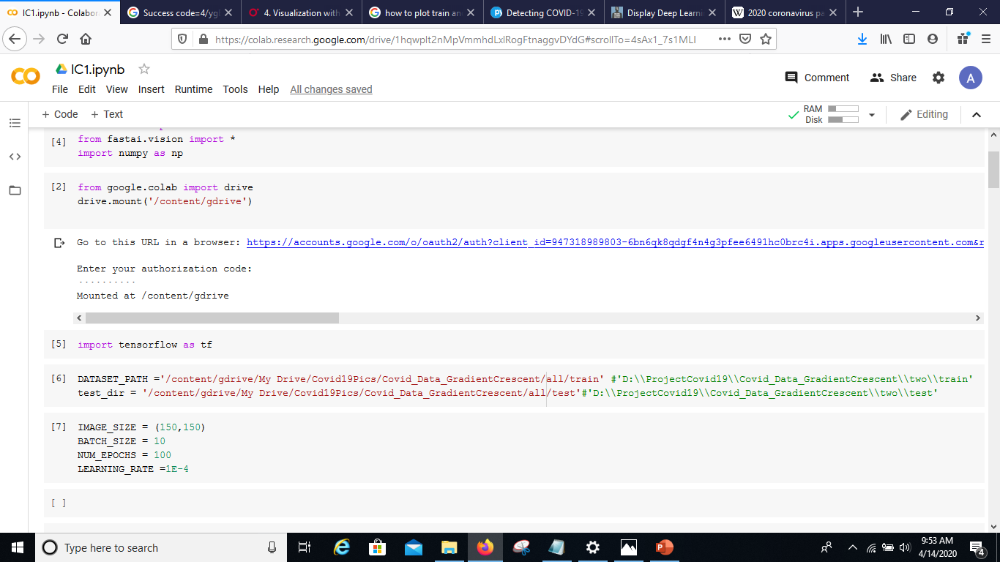 IC1.ipynb - Colabora
Success code=4/ygl
4. Visualization with
how to plot train an
Detecting COVID-19
Display Deep Learni
2020 coronavirus pa
https://colab.research.google.com/drive/1hqwplt2nMpVmmhdLxlRogFtnaggvDYdG#scrollTo=4sAx1_7s1MLI
IC1.ipynb
Comment
Share
A
File Edit View Insert Runtime Tools Help All changes saved
+ Code + Text
RAM
Disk
Editing
[4] from fastai.vision import *
import numpy as np
[2] from google.colab import drive
drive.mount('/content/gdrive')
Go to this URL in a browser: https://accounts.google.com/o/oauth2/auth?client_id=947318989803-6bn6qk8qdgf4n4g3pfee6491hc0brc4i.apps.googleusercontent.com&r
Enter your authorization code:
··········
Mounted at /content/gdrive
[5] import tensorflow as tf
[6] DATASET_PATH ='/content/gdrive/My Drive/Covid19Pics/Covid_Data_GradientCrescent/all/train' #'D:\\ProjectCovid19\\Covid_Data_GradientCrescent\\two\\train'
test_dir = '/content/gdrive/My Drive/Covid19Pics/Covid_Data_GradientCrescent/all/test'#'D:\\ProjectCovid19\\Covid_Data_GradientCrescent\\two\\test'
[7] IMAGE_SIZE = (150,150)
BATCH_SIZE = 10
NUM_EPOCHS = 100
LEARNING_RATE =1E-4
[ ]
Type here to search
9:53 AM
4/14/2020
4